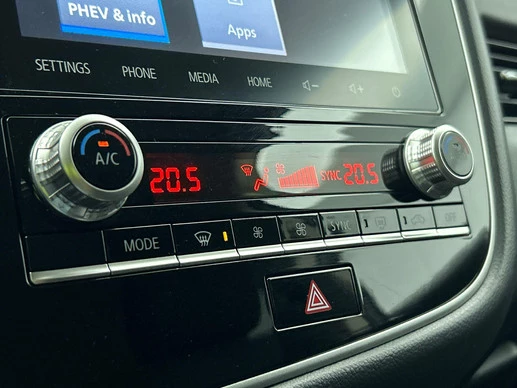 PHEV & info
Apps
SETTINGS PHONE MEDIA HOME
A/C 20.5 SYNC 20.5
MODE SYNC